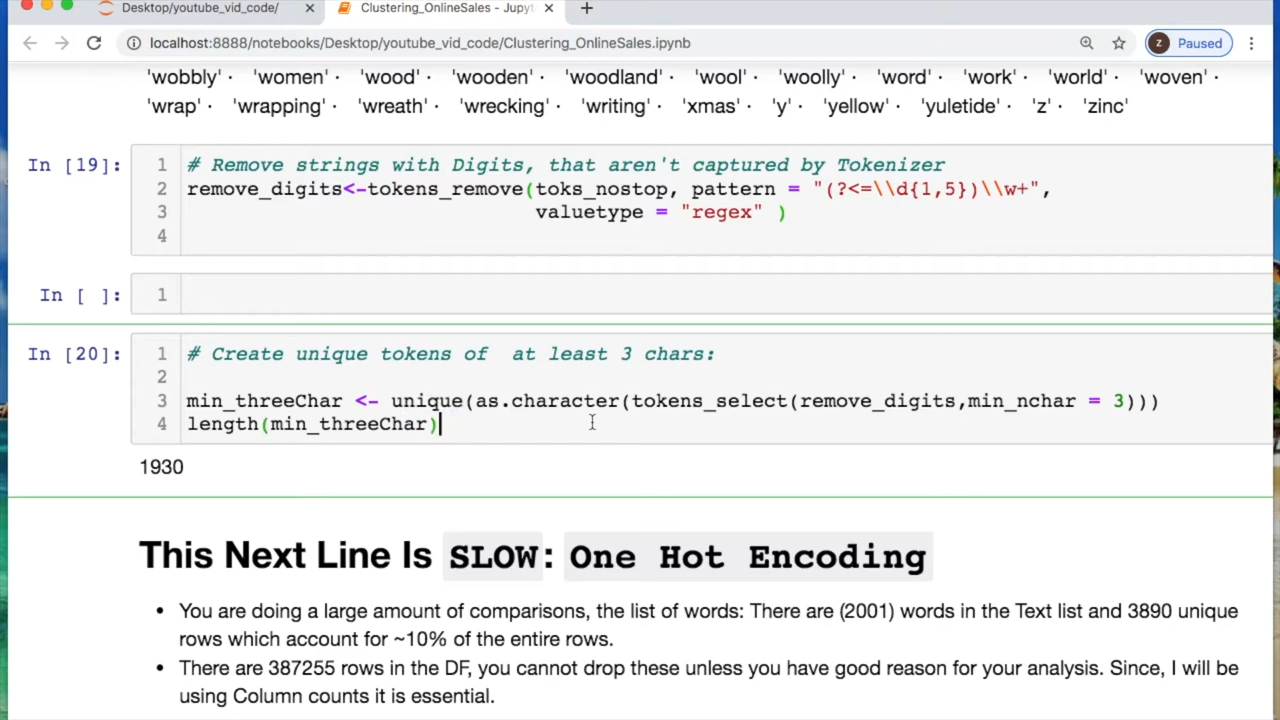 Desktop/youtube_vid_code/ Clustering_OnlineSales - Jupyt
localhost:8888/notebooks/Desktop/youtube_vid_code/Clustering_OnlineSales.ipynb z Paused
'wobbly' · 'women' · 'wood' · 'wooden' · 'woodland' · 'wool' · 'woolly' · 'word' · 'work' · 'world' · 'woven' ·
'wrap' · 'wrapping' · 'wreath' · 'wrecking' · 'writing' · 'xmas' · 'y' · 'yellow' · 'yuletide' · 'z' · 'zinc'
In [19]: 1 # Remove strings with Digits, that aren't captured by Tokenizer
2 remove_digits<-tokens_remove(toks_nostop, pattern = "(?<=\\d{1,5})\\w+",
3 valuetype = "regex" )
4
In [ ]: 1
In [20]: 1 # Create unique tokens of at least 3 chars:
2
3 min_threeChar <- unique(as.character(tokens_select(remove_digits,min_nchar = 3)))
4 length(min_threeChar)
1930
This Next Line Is SLOW: One Hot Encoding
• You are doing a large amount of comparisons, the list of words: There are (2001) words in the Text list and 3890 unique
rows which account for ~10% of the entire rows.
• There are 387255 rows in the DF, you cannot drop these unless you have good reason for your analysis. Since, I will be
using Column counts it is essential.